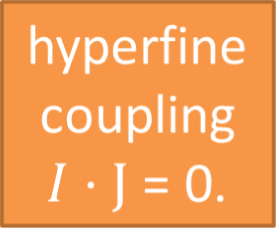 hyperfine
coupling
I · J = 0.